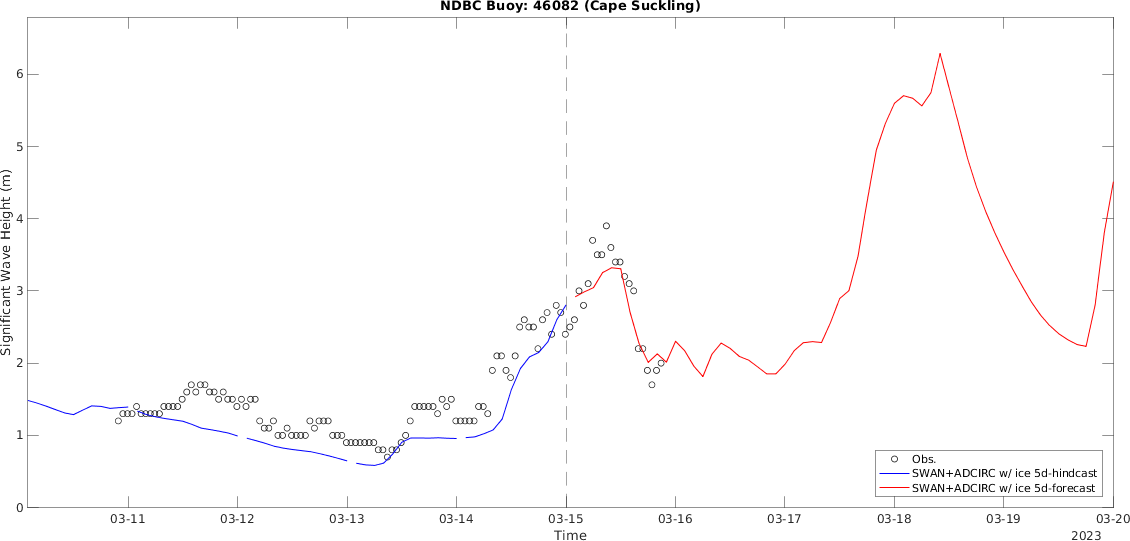 NDBC Buoy: 46082 (Cape Suckling)
Significant Wave Height (m)
6
5
4
3
2
1
0
Obs.
SWAN+ADCIRC w/ ice 5d-hindcast
SWAN+ADCIRC w/ ice 5d-forecast
03-11 03-12 03-13 03-14 03-15 03-16 03-17 03-18 03-19 03-20
Time
2023